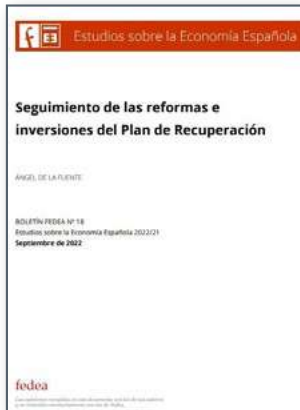 Estudios sobre la Economía Española
Seguimiento de las reformas e
inversiones del Plan de Recuperación
ÁNGEL DE LA FUENTE
BOLETÍN FEDEA Nº 18
Estudios sobre la Economía Española 2022/21
Septiembre de 2022
fedea